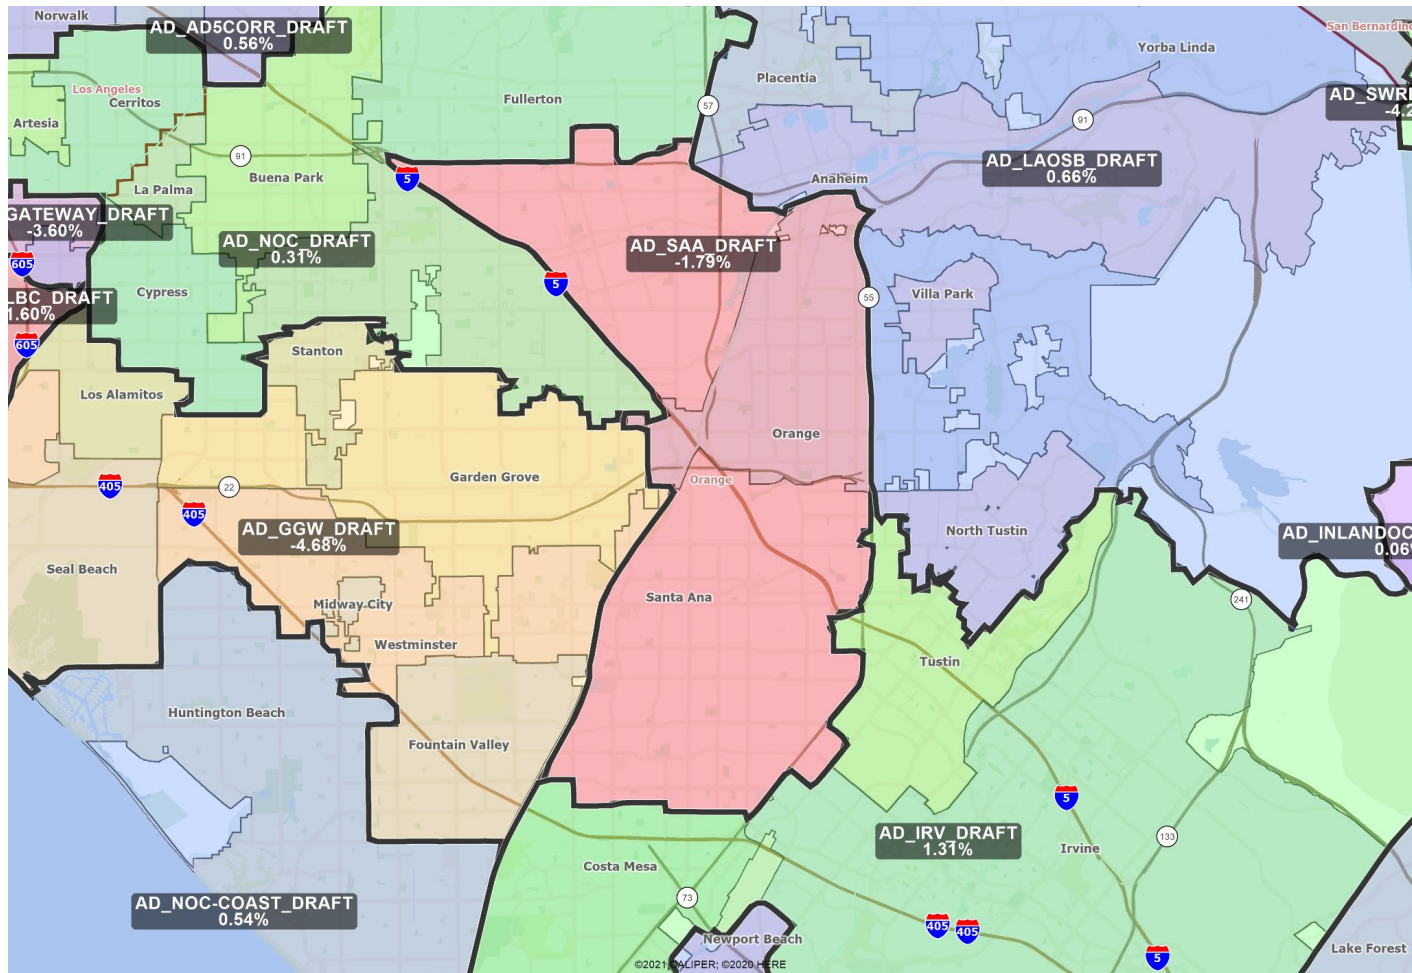 Norwalk
AD_AD5CORR_DRAFT
0.56%
Yorba Linda
San Bernardino
Placentia
Los Angeles
Cerritos
Fullerton
57
Artesia
91
AD_SWRI
-4.2
91
AD_LAOSB_DRAFT
0.66%
Buena Park
5
Anaheim
La Palma
GATEWAY_DRAFT
-3.60%
AD_NOC_DRAFT
0.31%
AD_SAA_DRAFT
-1.79%
605
5
Cypress
Villa Park
55
LBC_DRAFT
1.60%
605
Stanton
Los Alamitos
Orange
Garden Grove
Orange
405
22
405
AD_GGW_DRAFT
-4.68%
North Tustin
AD_INLANDOC
0.06%
Seal Beach
Midway City
Santa Ana
241
Westminster
Tustin
Huntington Beach
Fountain Valley
5
AD_IRV_DRAFT
1.31%
133
Irvine
Costa Mesa
73
AD_NOC-COAST_DRAFT
0.54%
405
405
Newport Beach
Lake Forest
5
©2021 CALIPER; ©2020 HERE